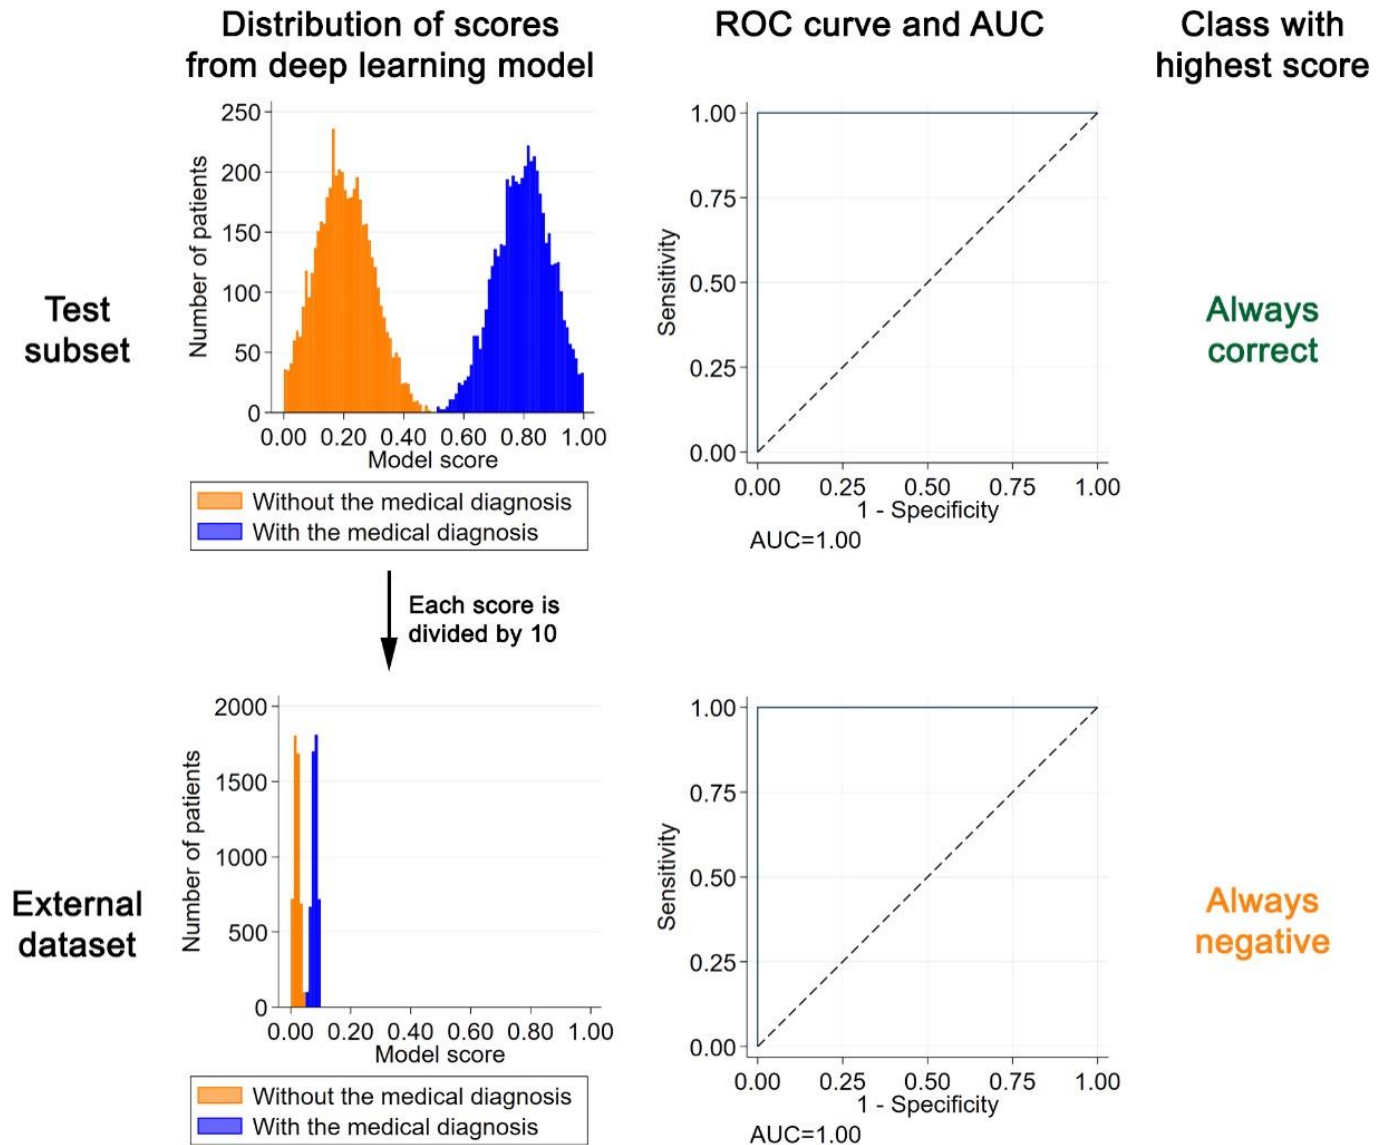 Distribution of scores
from deep learning model
ROC curve and AUC
Class with
highest score
Test
subset
Number of patients
250
200
150
100
50
0
0.00 0.20 0.40 0.60 0.80 1.00
Model score
Without the medical diagnosis
With the medical diagnosis
Sensitivity
1.00
0.75
0.50
0.25
0.00
0.00 0.25 0.50 0.75 1.00
1 - Specificity
AUC=1.00
Always
correct
Each score is
divided by 10
External
dataset
Number of patients
2000
1500
1000
500
0
0.00 0.20 0.40 0.60 0.80 1.00
Model score
Without the medical diagnosis
With the medical diagnosis
Sensitivity
1.00
0.75
0.50
0.25
0.00
0.00 0.25 0.50 0.75 1.00
1 - Specificity
AUC=1.00
Always
negative